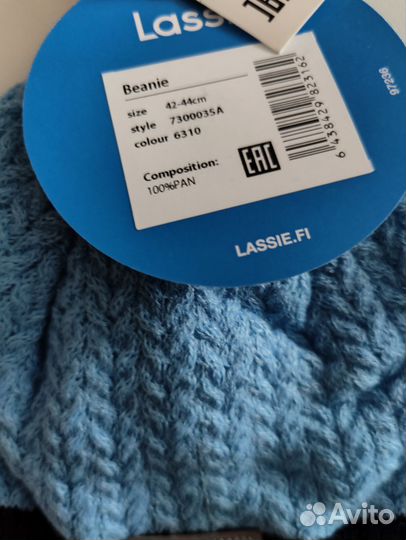 Lassie
Beanie
size 42-44cm
style 7300035A
colour 6310
Composition:
100%PAN
EAC
6 438429 823162
97236
LASSIE.FI
Avito